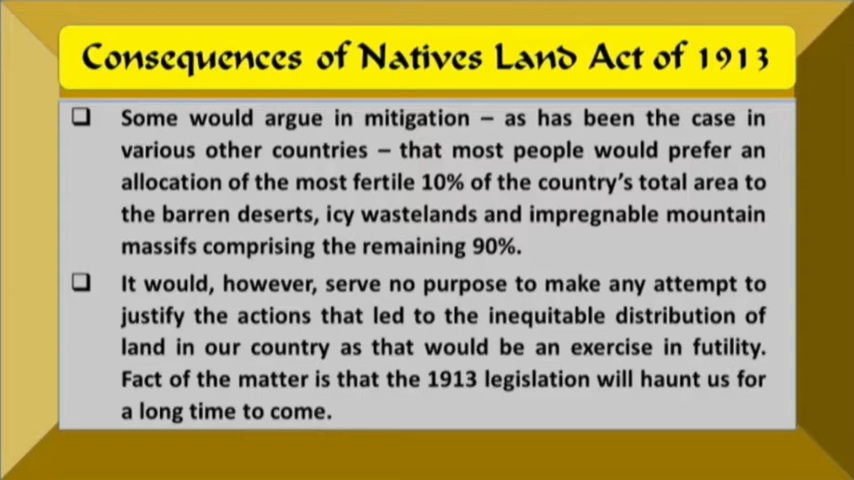 Consequences of Natives Land Act of 1913
❑ Some would argue in mitigation – as has been the case in
various other countries – that most people would prefer an
allocation of the most fertile 10% of the country's total area to
the barren deserts, icy wastelands and impregnable mountain
massifs comprising the remaining 90%.
❑ It would, however, serve no purpose to make any attempt to
justify the actions that led to the inequitable distribution of
land in our country as that would be an exercise in futility.
Fact of the matter is that the 1913 legislation will haunt us for
a long time to come.